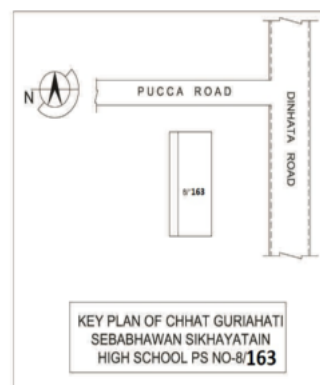 PUCCA ROAD
DINHATA ROAD
N
8/163
KEY PLAN OF CHHAT GURIAHATI
SEBABHAWAN SIKHAYATAIN
HIGH SCHOOL PS NO-8/163